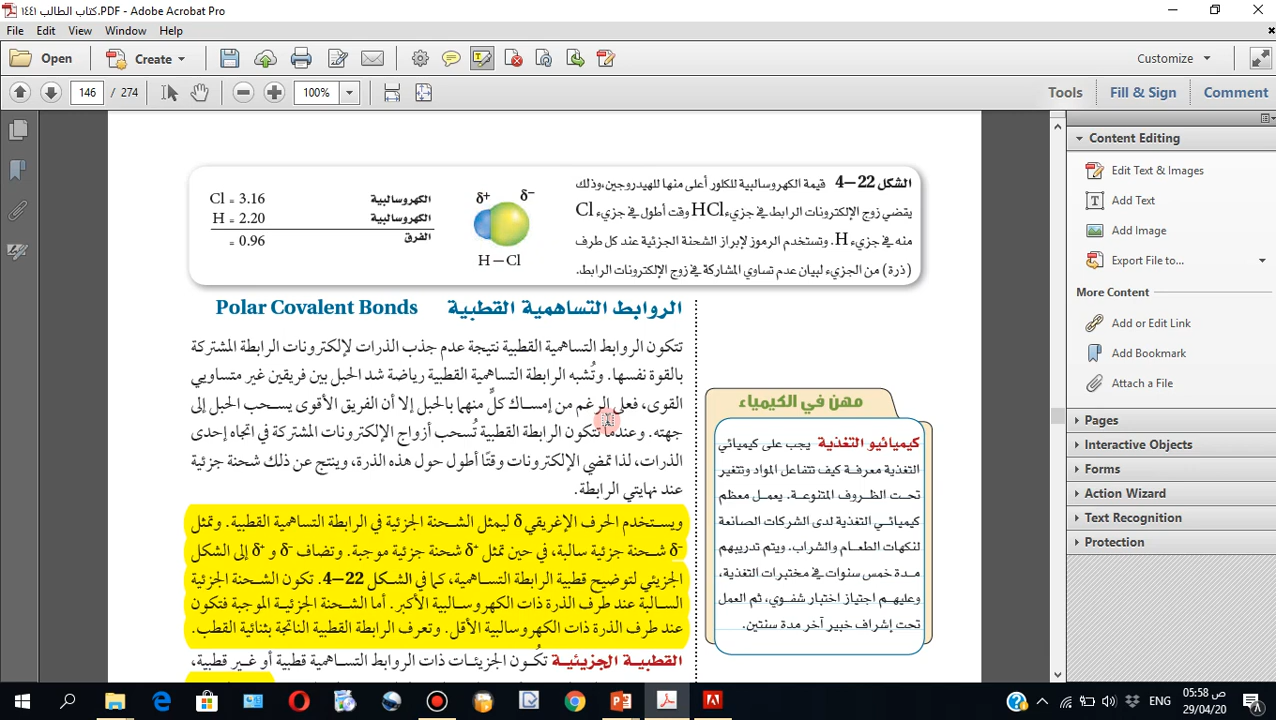 كتاب الطالب ١٤٤١.PDF - Adobe Acrobat Pro
File Edit View Window Help
Open Create Customize
146 / 274 100% Tools Fill & Sign Comment
Content Editing
Edit Text & Images
Add Text
Add Image
Export File to...
More Content
Add or Edit Link
Add Bookmark
Attach a File
Pages
Interactive Objects
Forms
Action Wizard
Text Recognition
Protection
الشكل 22–4 قيمة الكهروسالبية للكلور أعلى منها للهيدروجين، وذلك
يقضي زوج الإلكترونات الرابط في جزيء HCl وقت أطول في جزيء Cl
منه في جزيء H. وتستخدم الرموز لإبراز الشحنة الجزئية عند كل طرف
(ذرة) من الجزيء لبيان عدم تساوي المشاركة في زوج الإلكترونات الرابط.
δ+ δ−
H – Cl
الكهروسالبية Cl = 3.16
الكهروسالبية H = 2.20
الفرق = 0.96
الروابط التساهمية القطبية Polar Covalent Bonds
تتكون الروابط التساهمية القطبية نتيجة عدم جذب الذرات لإلكترونات الرابطة المشتركة
بالقوة نفسها. وتُشبه الرابطة التساهمية القطبية رياضة شد الحبل بين فريقين غير متساويي
القوى، فعلى الرغم من إمساك كلٍّ منهما بالحبل إلا أن الفريق الأقوى يسحب الحبل إلى
جهته. وعندما تتكون الرابطة القطبية تُسحب أزواج الإلكترونات المشتركة في اتجاه إحدى
الذرات، لذا تمضي الإلكترونات وقتًا أطول حول هذه الذرة، وينتج عن ذلك شحنة جزئية
عند نهايتي الرابطة.
ويستخدم الحرف الإغريقي δ ليمثل الشحنة الجزئية في الرابطة التساهمية القطبية. وتمثل
δ− شحنة جزئية سالبة، في حين تمثل δ+ شحنة جزئية موجبة. وتضاف δ− و δ+ إلى الشكل
الجزيئي لتوضيح قطبية الرابطة التساهمية، كما في الشكل 22–4. تكون الشحنة الجزئية
السالبة عند طرف الذرة ذات الكهروسالبية الأكبر. أما الشحنة الجزئية الموجبة فتكون
عند طرف الذرة ذات الكهروسالبية الأقل. وتعرف الرابطة القطبية الناتجة بثنائية القطب.
القطبية الجزيئية تكُون الجزيئات ذات الروابط التساهمية قطبية أو غير قطبية،
مهن في الكيمياء
كيميائيو التغذية يجب على كيميائي
التغذية معرفة كيف تتفاعل المواد وتتغير
تحت الظروف المتنوعة. يعمل معظم
كيميائي التغذية لدى الشركات الصانعة
لنكهات الطعام والشراب. ويتم تدريبهم
مدة خمس سنوات في مختبرات التغذية،
وعليهم اجتياز اختبار شفوي، ثم العمل
تحت إشراف خبير آخر مدة سنتين.
ENG ص 05:58
29/04/20